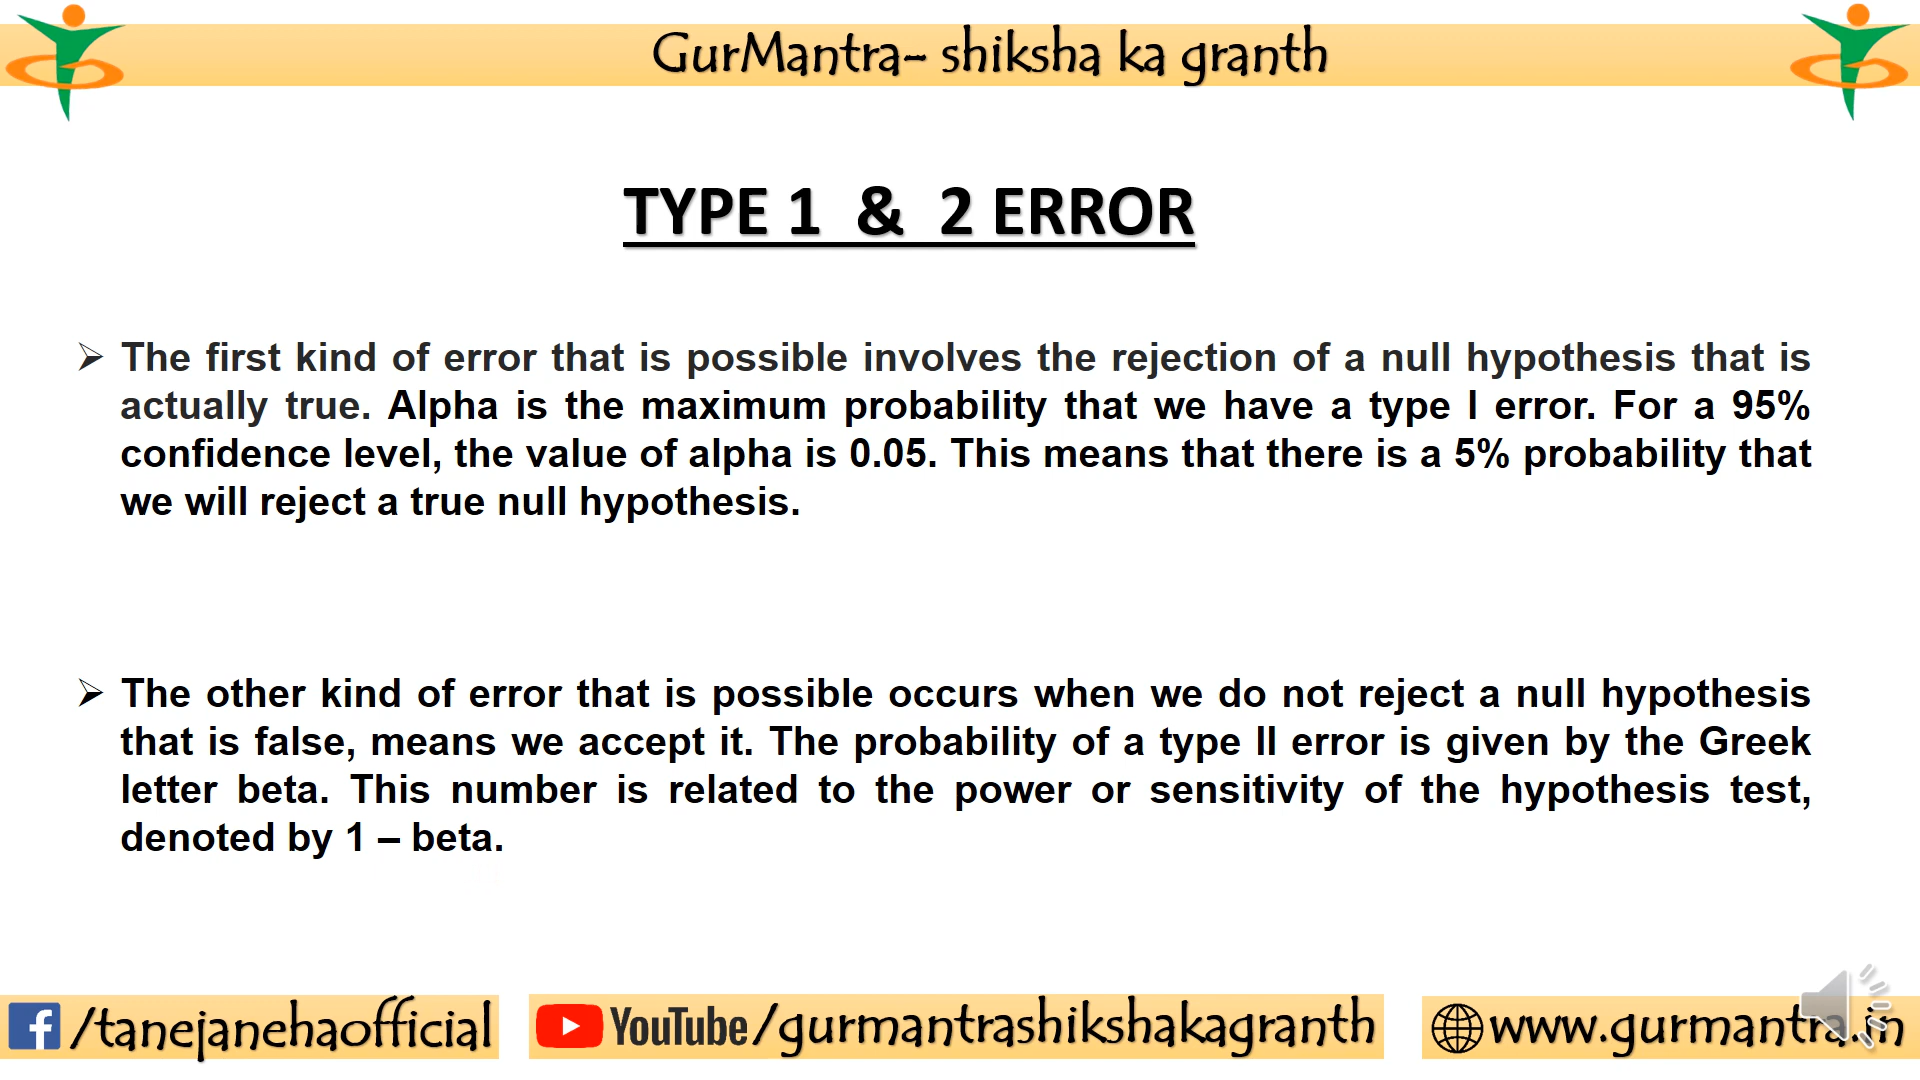 GurMantra- shiksha ka granth
TYPE 1 & 2 ERROR
➢ The first kind of error that is possible involves the rejection of a null hypothesis that is
actually true. Alpha is the maximum probability that we have a type I error. For a 95%
confidence level, the value of alpha is 0.05. This means that there is a 5% probability that
we will reject a true null hypothesis.
➢ The other kind of error that is possible occurs when we do not reject a null hypothesis
that is false, means we accept it. The probability of a type II error is given by the Greek
letter beta. This number is related to the power or sensitivity of the hypothesis test,
denoted by 1 – beta.
/tanejanehaofficial
YouTube/gurmantrashikshakagranth
www.gurmantra.in